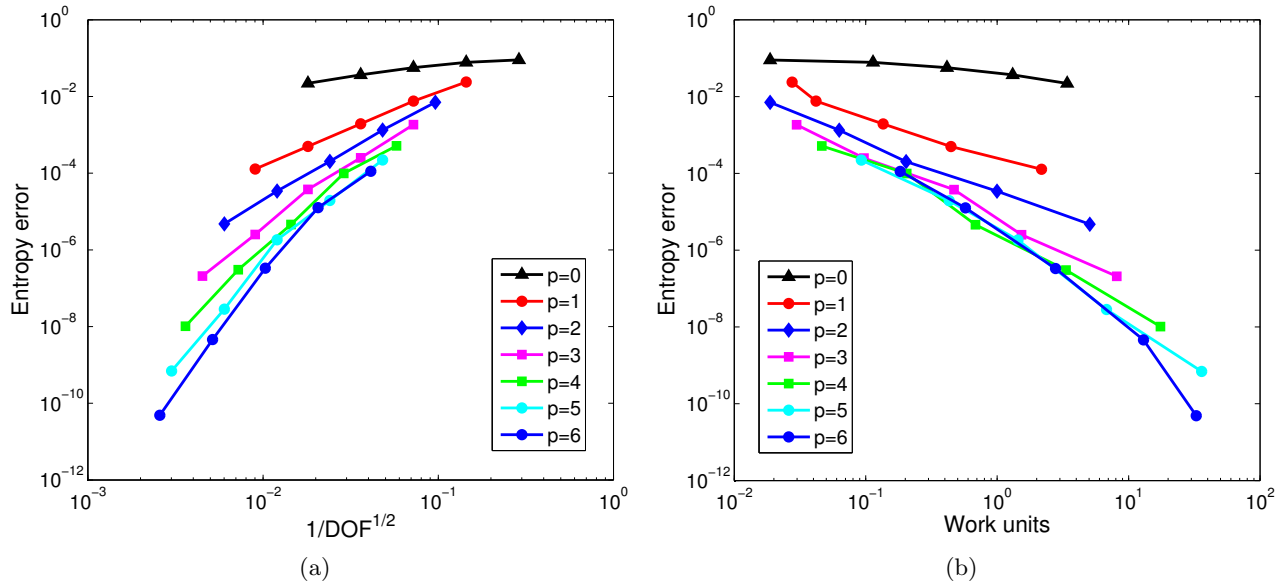 10^0
10^−2
10^−4
10^−6
10^−8
10^−10
10^−12
Entropy error
10^−3
10^−2
10^−1
10^0
1/DOF^1/2
p=0
p=1
p=2
p=3
p=4
p=5
p=6
(a)
10^0
10^−2
10^−4
10^−6
10^−8
10^−10
10^−12
Entropy error
10^−2
10^−1
10^0
10^1
10^2
Work units
p=0
p=1
p=2
p=3
p=4
p=5
p=6
(b)